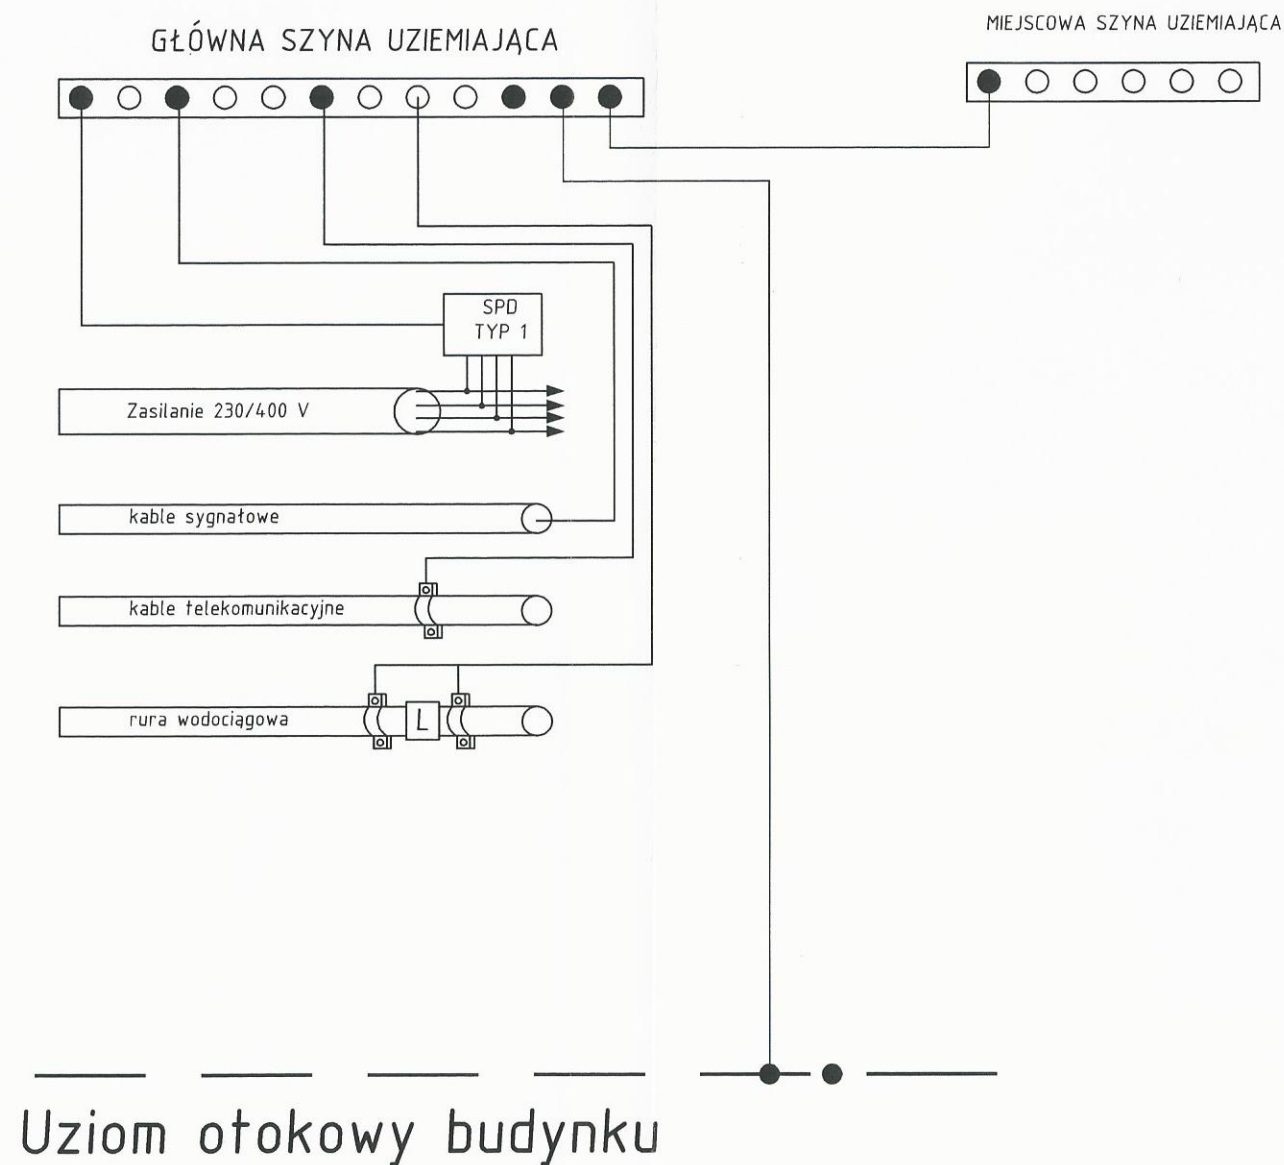 GŁÓWNA SZYNA UZIEMIAJĄCA
MIEJSCOWA SZYNA UZIEMIAJĄCA
SPD
TYP 1
Zasilanie 230/400 V
kable sygnałowe
kable telekomunikacyjne
rura wodociągowa
L
Uziom otokowy budynku